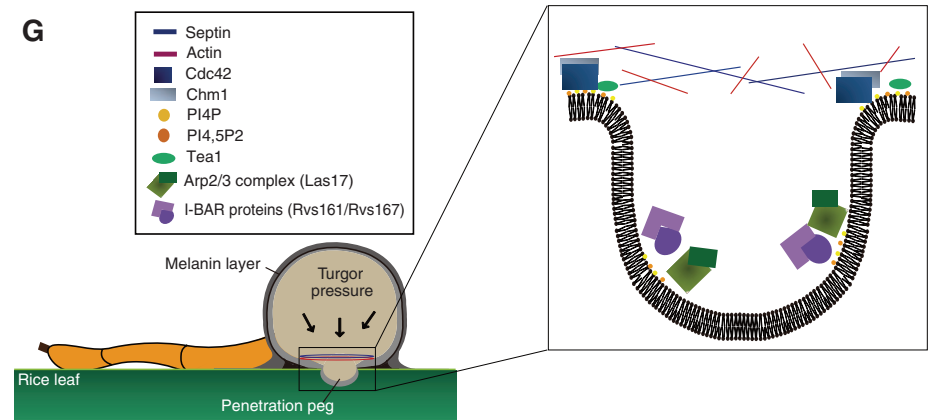 G
Septin
Actin
Cdc42
Chm1
PI4P
PI4,5P2
Tea1
Arp2/3 complex (Las17)
I-BAR proteins (Rvs161/Rvs167)
Melanin layer
Turgor
pressure
Rice leaf
Penetration peg